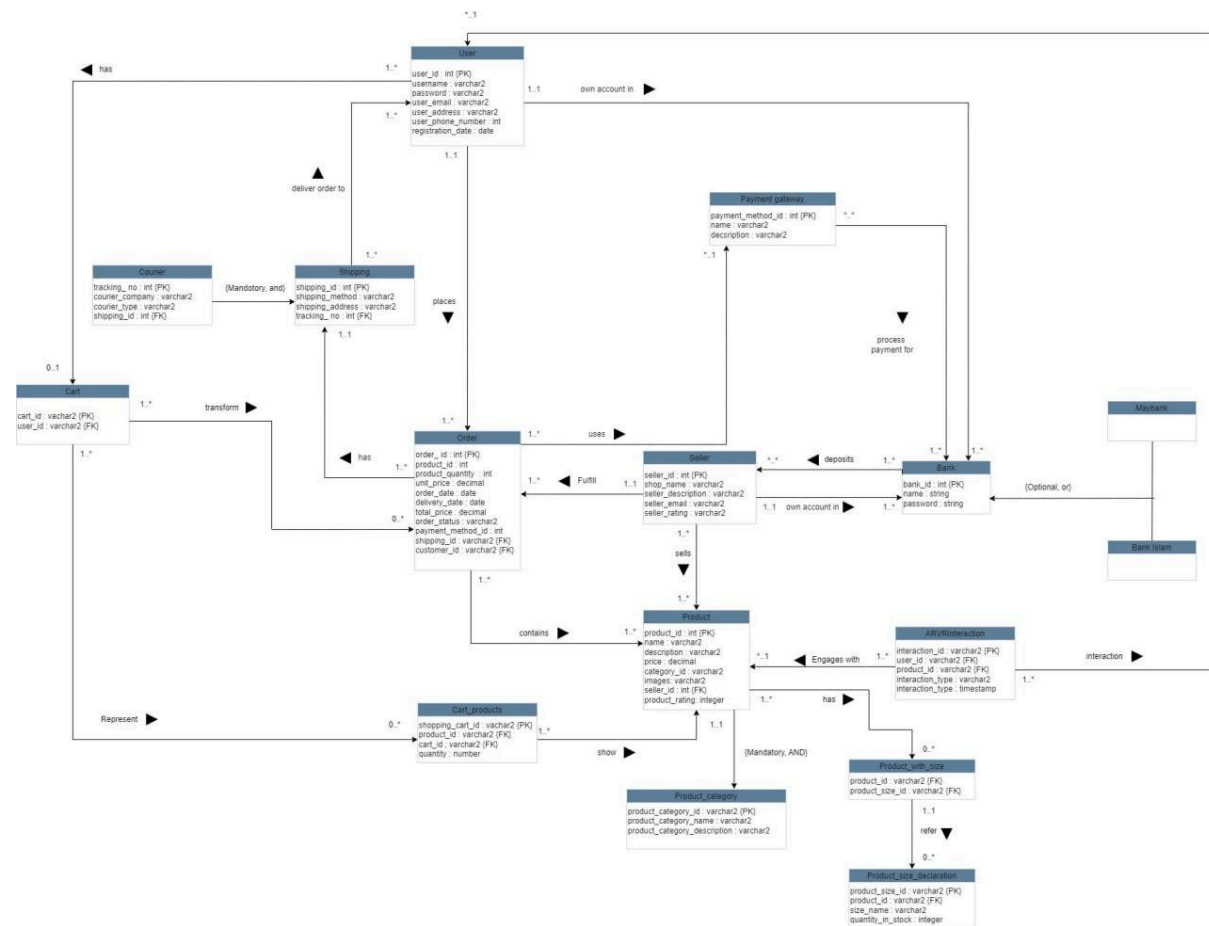 *..1
User
user_id : int {PK}
username : varchar2
password : varchar2
user_email : varchar2
user_address : varchar2
user_phone_number : int
registration_date : date
has
1..*
1..1
own account in
1..*
1..1
deliver order to
Payment gateway
payment_method_id : int {PK}
name : varchar2
decsription : varchar2
*..*
*..1
1..*
Courier
tracking_ no : int {PK}
courier_company : varchar2
courier_type : varchar2
shipping_id : int {FK}
{Mandotory, and}
Shipping
shipping_id : int {PK}
shipping_method : varchar2
shipping_address : varchar2
tracking_no : int {FK}
1..1
places
process
payment for
0..1
Cart
cart_id : vachar2 {PK}
user_id : varchar2 {FK}
1..*
transform
1..*
1..*
Order
order_ id : int {PK}
product_id : int
product_quantity : int
unit_price : decimal
order_date : date
delivery_date : date
total_price : decimal
order_status : varchar2
payment_method_id : int
shipping_id : varchar2 {FK}
customer_id : varchar2 {FK}
has
1..*
0..*
1..*
1..*
uses
1..*
Fulfill
1..1
Seller
seller_id : int {PK}
shop_name : varchar2
seller_description : varchar2
seller_email : varchar2
seller_rating : varchar2
*..*
deposits
1..*
1..1
own account in
1..*
1..*
1..*
Bank
bank_id : int {PK}
name : string
password : string
{Optional, or}
Maybank
Bank Islam
1..*
sells
1..*
contains
1..*
Product
product_id : int {PK}
name : varchar2
description : varchar2
price : decimal
category_id : varchar2
images: varchar2
seller_id : int {FK}
product_rating: integer
*..1
Engages with
1..*
ARVRInteraction
interaction_id : varchar2 {PK}
user_id : varchar2 {FK}
product_id : varchar2 {FK}
interaction_type : varchar2
interaction_type : timestamp
interaction
1..*
Represent
0..*
Cart_products
shopping_cart_id : vachar2 {PK}
product_id : varchar2 {FK}
cart_id : varchar2 {FK}
quantity : number
1..*
show
1..1
1..*
has
{Mandatory, AND}
0..*
Product_category
product_category_id : varchar2 {PK}
product_category_name : varchar2
product_category_description : varchar2
Product_with_size
product_id : varchar2 {FK}
product_size_id : varchar2 {FK}
1..1
refer
0..*
Product_size_declaration
product_size_id : varchar2 {PK}
product_id : varchar2 {FK}
size_name : varchar2
quantity_in_stock : integer